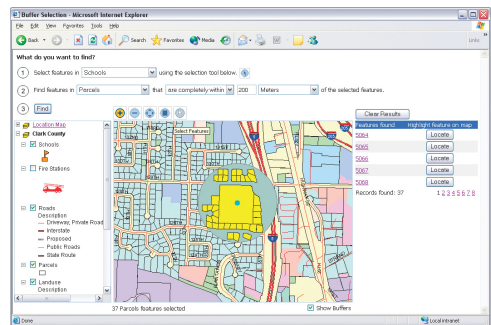 Buffer Selection - Microsoft Internet Explorer
File Edit View Favorites Tools Help
Back Search Favorites Media
Links
What do you want to find?
1 Select features in Schools using the selection tool below.
2 Find features in Parcels that are completely within 200 Meters of the selected features.
3 Find
Location Map
Clark County
Schools
Fire Stations
Roads
Description
Driveway, Private Road
Interstate
Proposed
Public Roads
State Route
Parcels
Landuse
Description
Select Features
Clear Results
Features found Highlight feature on map
5064 Locate
5065 Locate
5066 Locate
5067 Locate
5068 Locate
Records found: 37 1 2 3 4 5 6 7 8
37 Parcels features selected
Show Buffers
Done
Local intranet